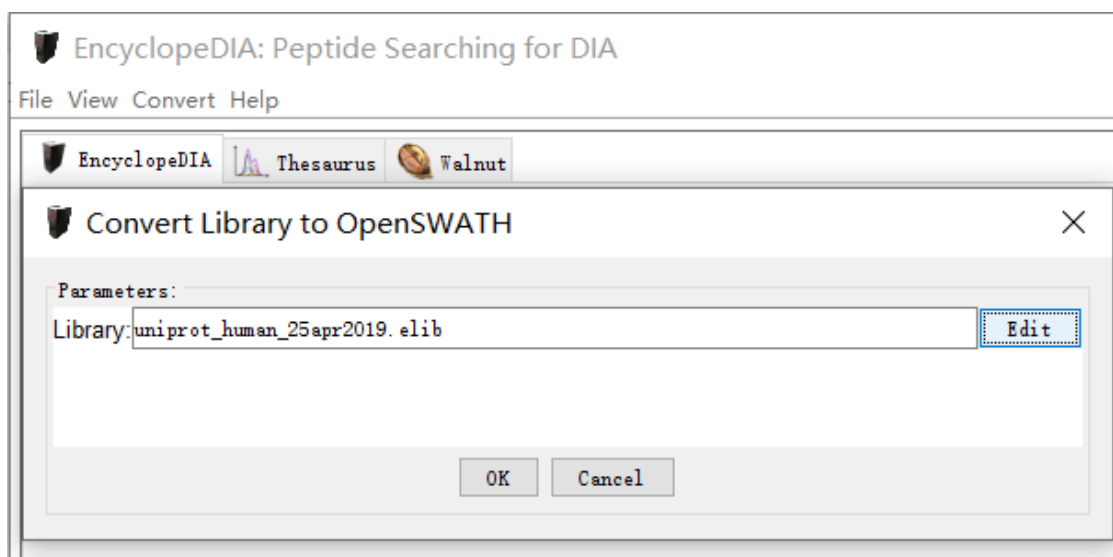 EncyclopeDIA: Peptide Searching for DIA
File View Convert Help
EncyclopeDIA Thesaurus Walnut
Convert Library to OpenSWATH
Parameters:
Library: uniprot_human_25apr2019.elib Edit
OK Cancel